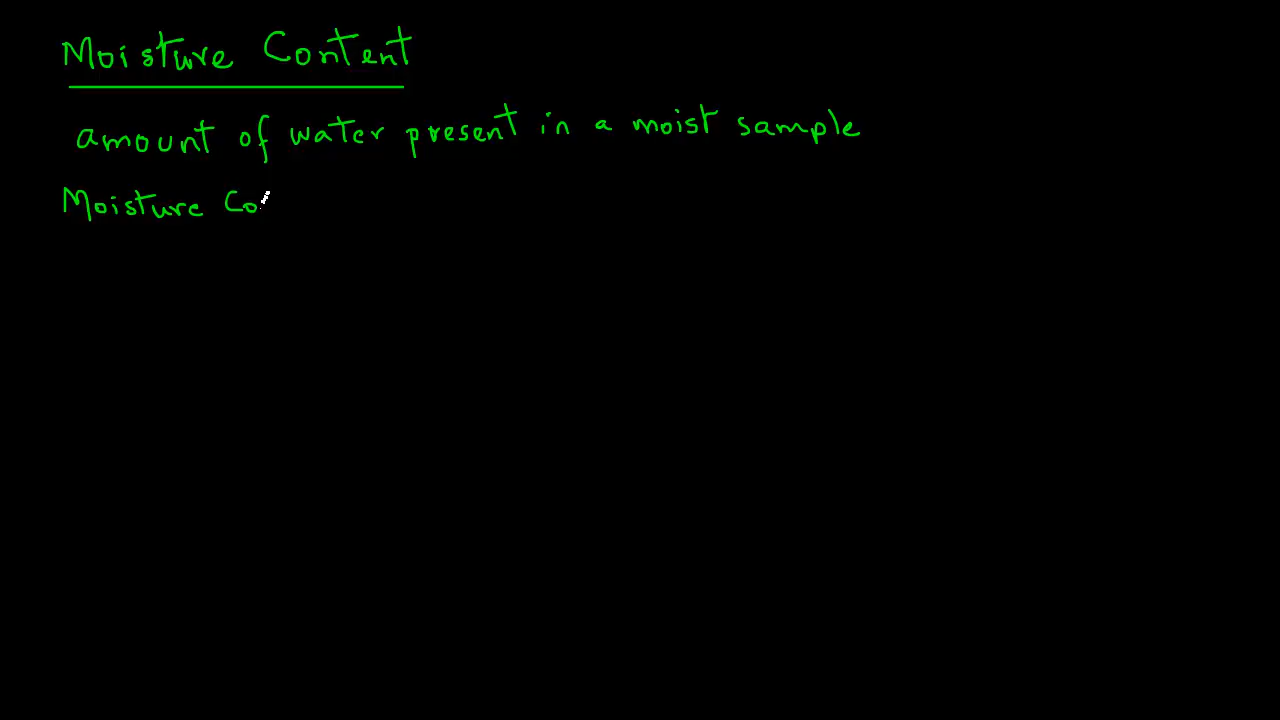 Moisture Content
amount of water present in a moist sample
Moisture Co